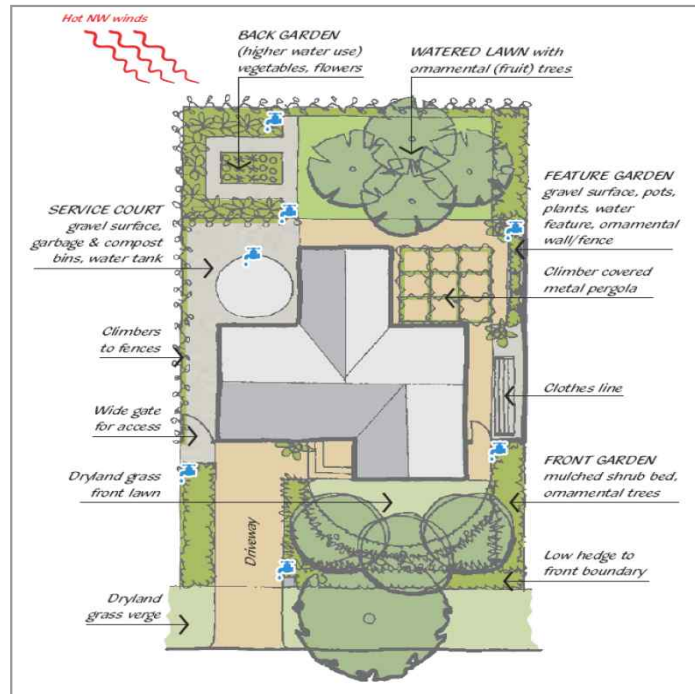 Hot NW winds
BACK GARDEN
(higher water use)
vegetables, flowers
WATERED LAWN with
ornamental (fruit) trees
SERVICE COURT
gravel surface,
garbage & compost
bins, water tank
FEATURE GARDEN
gravel surface, pots,
plants, water
feature, ornamental
wall/fence
Climber covered
metal pergola
Climbers
to fences
Clothes line
Wide gate
for access
Dryland grass
front lawn
FRONT GARDEN
mulched shrub bed,
ornamental trees
Driveway
Low hedge to
front boundary
Dryland
grass verge